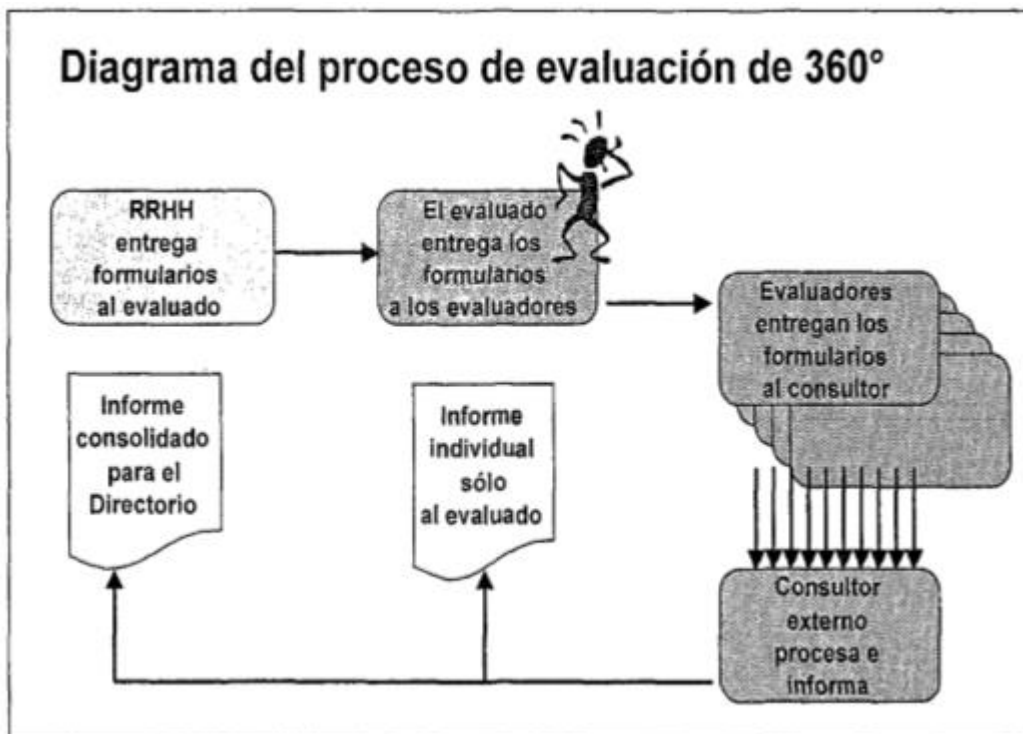 Diagrama del proceso de evaluación de 360°
RRHH
entrega
formularios
al evaluado
El evaluado
entrega los
formularios
a los evaluadores
Evaluadores
entregan los
formularios
al consultor
Informe
consolidado
para el
Directorio
Informe
individual
sólo
al evaluado
Consultor
externo
procesa e
informa